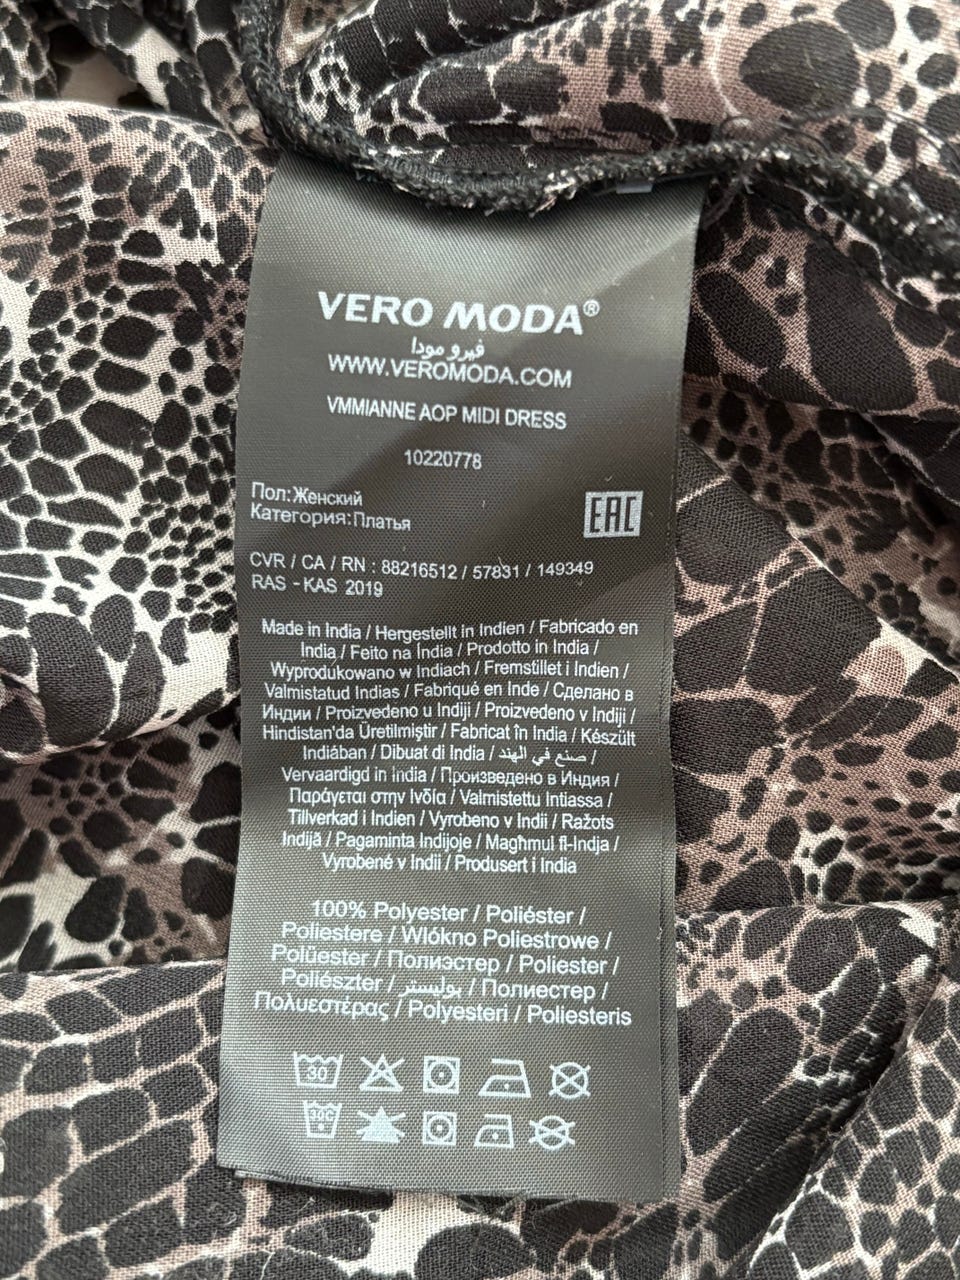 VERO MODA®
فيرو مودا
WWW.VEROMODA.COM
VMMIANNE AOP MIDI DRESS
10220778
Пол:Женский
Категория:Платья
EAC
CVR / CA / RN : 88216512 / 57831 / 149349
RAS - KAS 2019
Made in India / Hergestellt in Indien / Fabricado en
India / Feito na Índia / Prodotto in India /
Wyprodukowano w Indiach / Fremstillet i Indien /
Valmistatud Indias / Fabriqué en Inde / Сделано в
Индии / Proizvedeno u Indiji / Proizvedeno v Indiji /
Hindistan'da Üretilmiştir / Fabricat în India / Készült
Indiában / Dibuat di India / صنع في الهند /
Vervaardigd in India / Произведено в Индия /
Παράγεται στην Ινδία / Valmistettu Intiassa /
Tillverkad i Indien / Vyrobeno v Indii / Ražots
Indijā / Pagaminta Indijoje / Magħmul fl-Indja /
Vyrobené v Indii / Produsert i India
100% Polyester / Poliéster /
Poliestere / Włókno Poliestrowe /
Polüester / Полиэстер / Poliester /
Poliészter / بوليستر / Полиестер /
Πολυεστέρας / Polyesteri / Poliesteris
30
30C